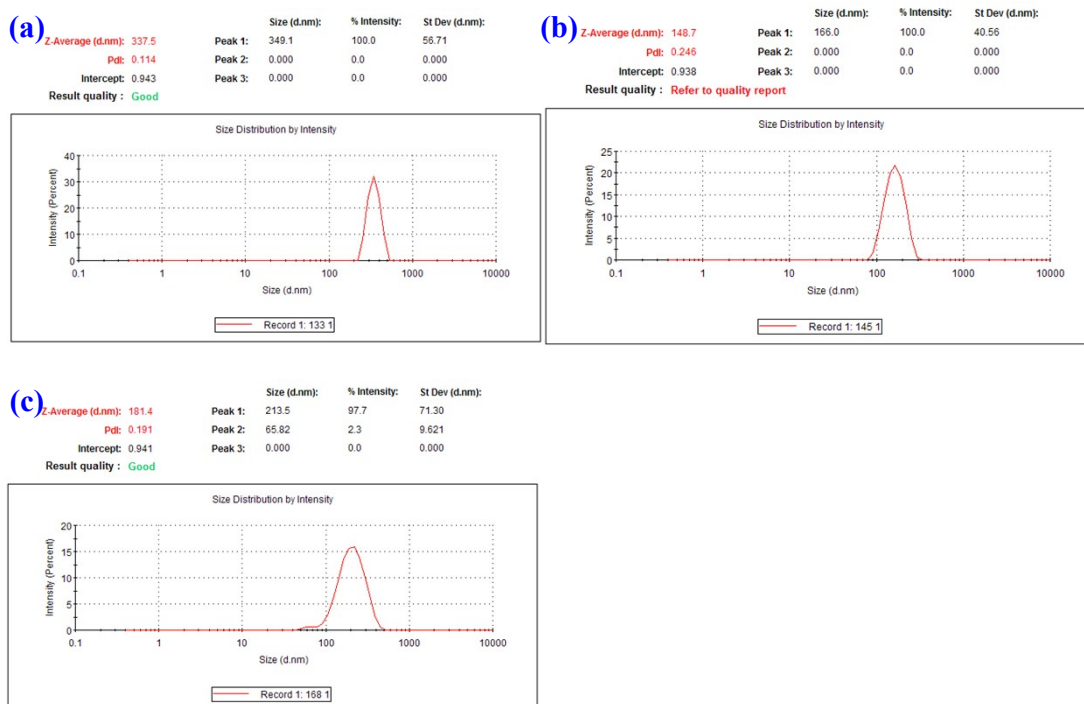 (a)
Size (d.nm): % Intensity: St Dev (d.nm):
Z-Average (d.nm): 337.5 Peak 1: 349.1 100.0 56.71
PdI: 0.114 Peak 2: 0.000 0.0 0.000
Intercept: 0.943 Peak 3: 0.000 0.0 0.000
Result quality : Good
Size Distribution by Intensity
Intensity (Percent)
40
30
20
10
0
0.1 1 10 100 1000 10000
Size (d.nm)
Record 1: 133 1
(b)
Size (d.nm): % Intensity: St Dev (d.nm):
Z-Average (d.nm): 148.7 Peak 1: 166.0 100.0 40.56
PdI: 0.246 Peak 2: 0.000 0.0 0.000
Intercept: 0.938 Peak 3: 0.000 0.0 0.000
Result quality : Refer to quality report
Size Distribution by Intensity
Intensity (Percent)
25
20
15
10
5
0
0.1 1 10 100 1000 10000
Size (d.nm)
Record 1: 145 1
(c)
Size (d.nm): % Intensity: St Dev (d.nm):
Z-Average (d.nm): 181.4 Peak 1: 213.5 97.7 71.30
PdI: 0.191 Peak 2: 65.82 2.3 9.621
Intercept: 0.941 Peak 3: 0.000 0.0 0.000
Result quality : Good
Size Distribution by Intensity
Intensity (Percent)
20
15
10
5
0
0.1 1 10 100 1000 10000
Size (d.nm)
Record 1: 168 1